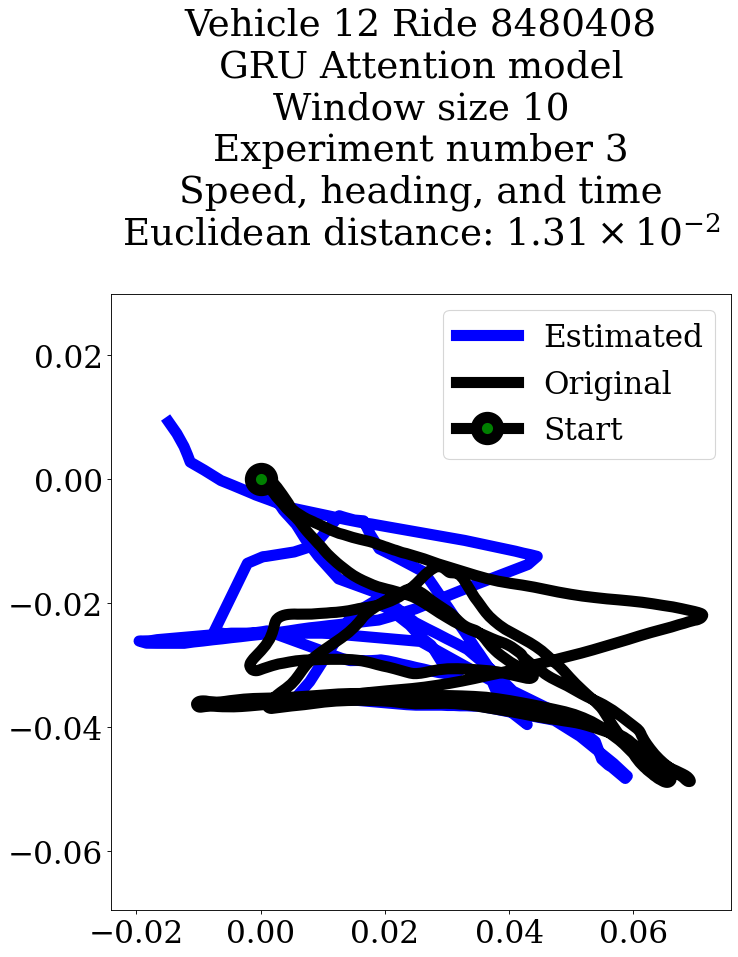 Vehicle 12 Ride 8480408
GRU Attention model
Window size 10
Experiment number 3
Speed, heading, and time
Euclidean distance: 1.31 × 10⁻²
Estimated
Original
Start
0.02
0.00
−0.02
−0.04
−0.06
−0.02 0.00 0.02 0.04 0.06